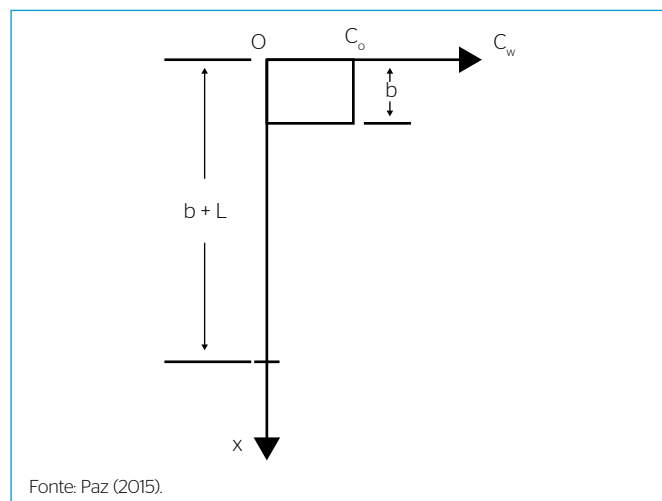 O C₀ C_w
b
b + L
x
Fonte: Paz (2015).